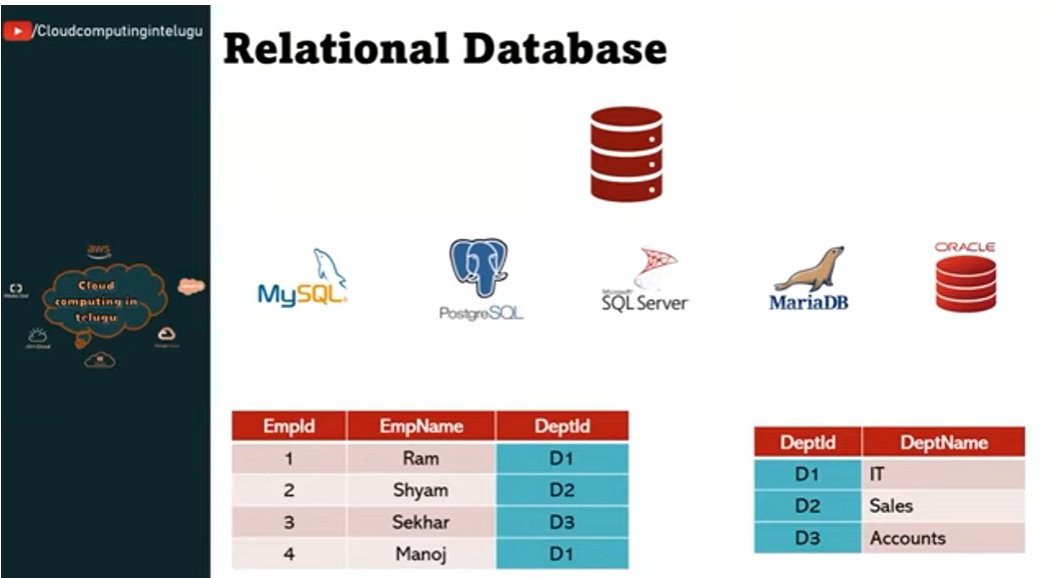 /Cloudcomputingintelugu
Relational Database
aws
Cloud
computing in
telugu
MySQL
PostgreSQL
Microsoft
SQL Server
MariaDB
ORACLE
EmpId EmpName DeptId
1 Ram D1
2 Shyam D2
3 Sekhar D3
4 Manoj D1
DeptId DeptName
D1 IT
D2 Sales
D3 Accounts